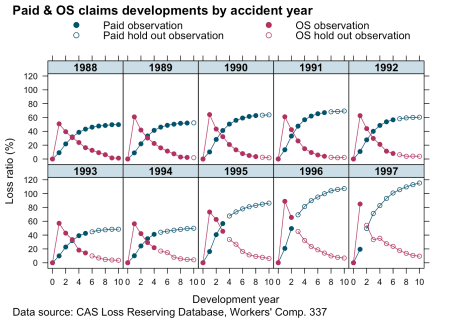 Paid & OS claims developments by accident year
Paid observation OS observation
Paid hold out observation OS hold out observation
1988 1989 1990 1991 1992
120
100
80
60
40
20
0
1993 1994 1995 1996 1997
120
100
80
60
40
20
0
Loss ratio (%)
0 2 4 6 8 10 0 2 4 6 8 10 0 2 4 6 8 10 0 2 4 6 8 10 0 2 4 6 8 10
Development year
Data source: CAS Loss Reserving Database, Workers' Comp. 337